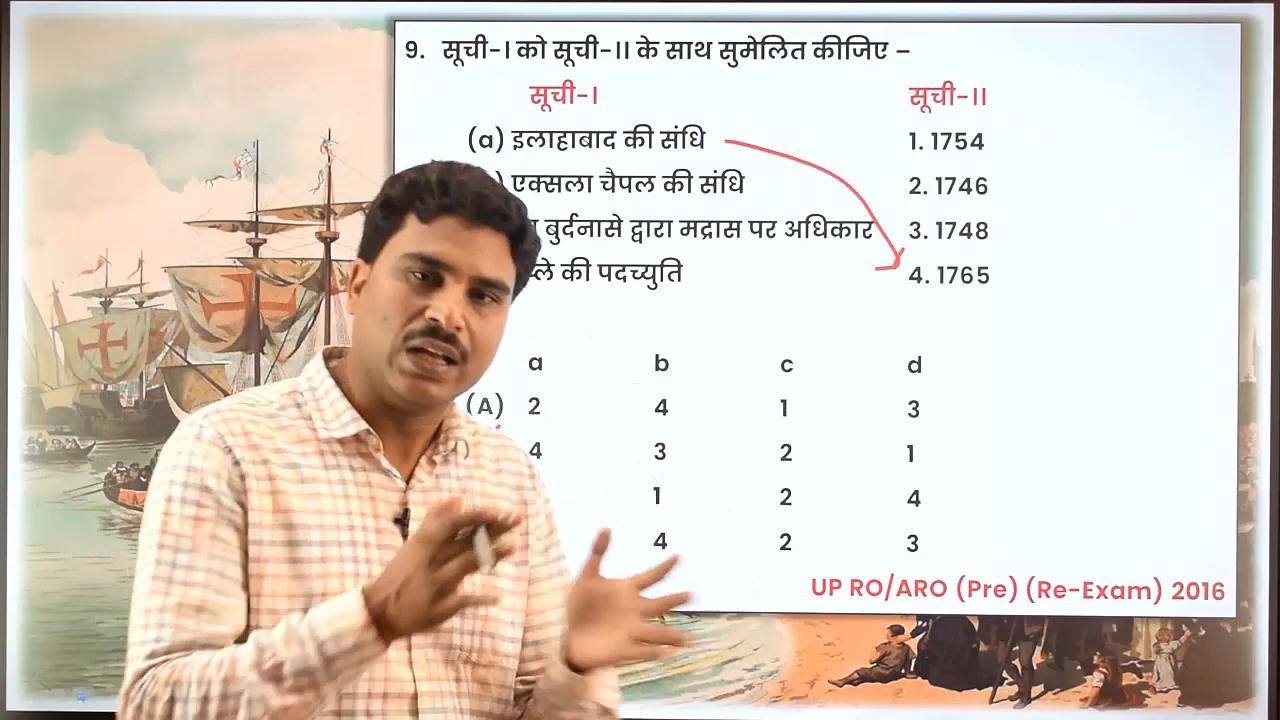 9. सूची-I को सूची-II के साथ सुमेलित कीजिए –
सूची-I सूची-II
(a) इलाहाबाद की संधि 1. 1754
) एक्सला चैपल की संधि 2. 1746
बुर्दनासे द्वारा मद्रास पर अधिकार 3. 1748
की पदच्युति 4. 1765
a b c d
(A) 2 4 1 3
4 3 2 1
1 2 4
4 2 3
UP RO/ARO (Pre) (Re-Exam) 2016